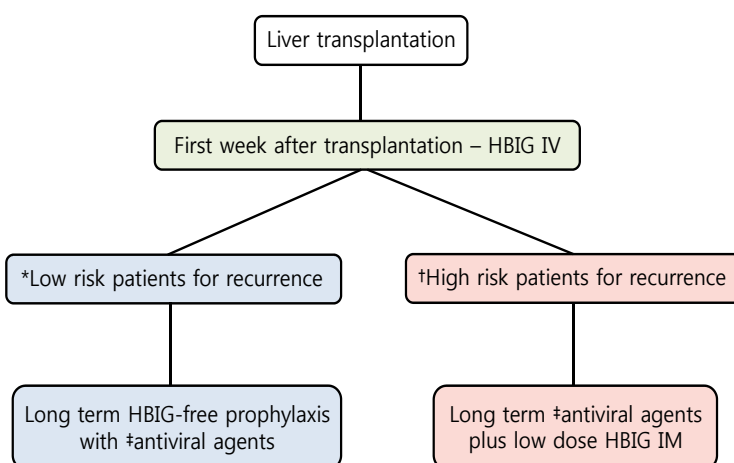 Liver transplantation
First week after transplantation – HBIG IV
*Low risk patients for recurrence
†High risk patients for recurrence
Long term HBIG-free prophylaxis
with ‡antiviral agents
Long term ‡antiviral agents
plus low dose HBIG IM